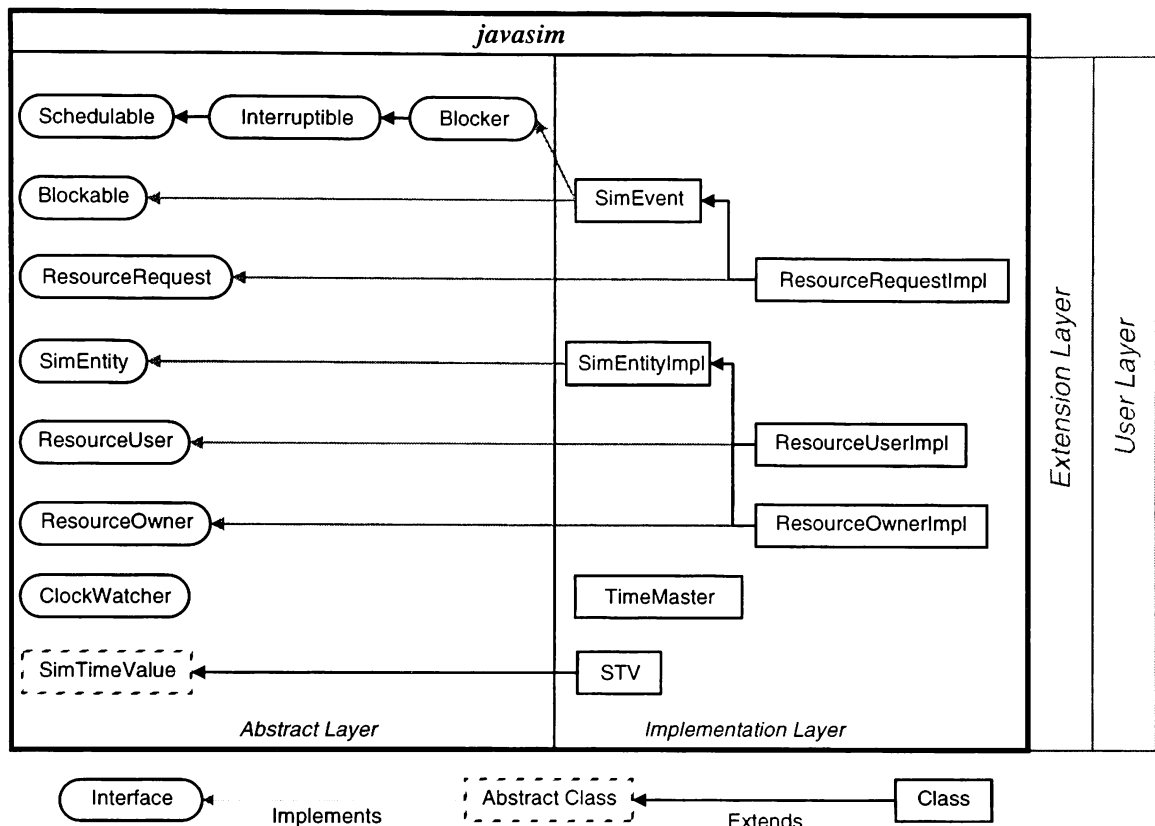 javasim
Schedulable
Interruptible
Blocker
Blockable
SimEvent
ResourceRequest
ResourceRequestImpl
SimEntity
SimEntityImpl
ResourceUser
ResourceUserImpl
ResourceOwner
ResourceOwnerImpl
ClockWatcher
TimeMaster
SimTimeValue
STV
Abstract Layer
Implementation Layer
Extension Layer
User Layer
Interface
Implements
Abstract Class
Extends
Class